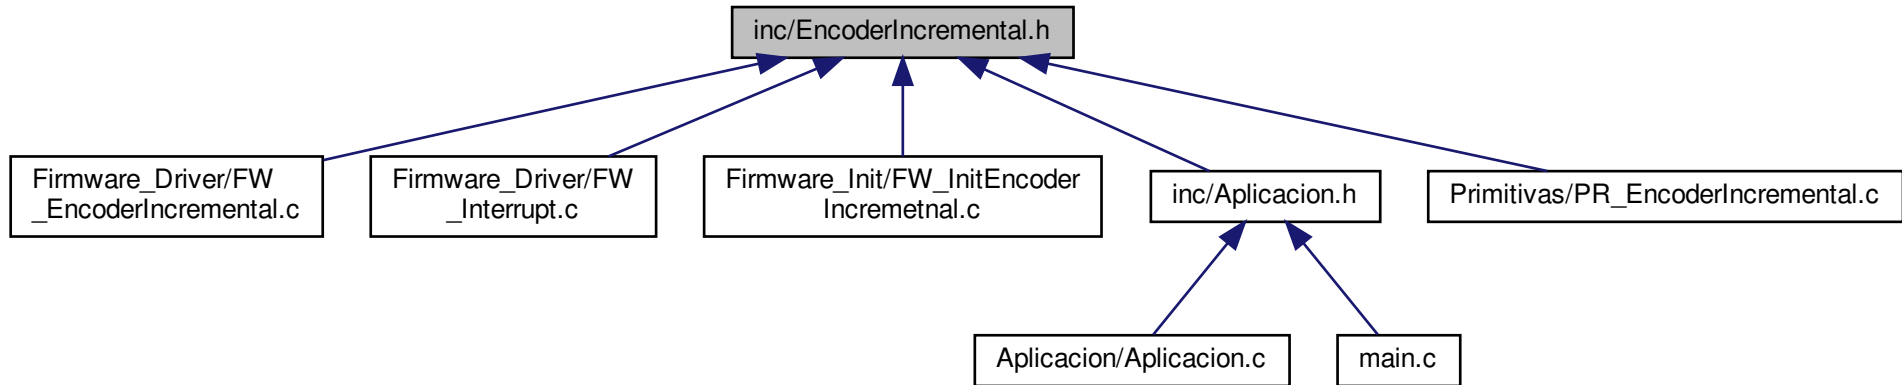 inc/EncoderIncremental.h
Firmware_Driver/FW
_EncoderIncremental.c
Firmware_Driver/FW
_Interrupt.c
Firmware_Init/FW_InitEncoder
Incremetnal.c
inc/Aplicacion.h
Primitivas/PR_EncoderIncremental.c
Aplicacion/Aplicacion.c
main.c